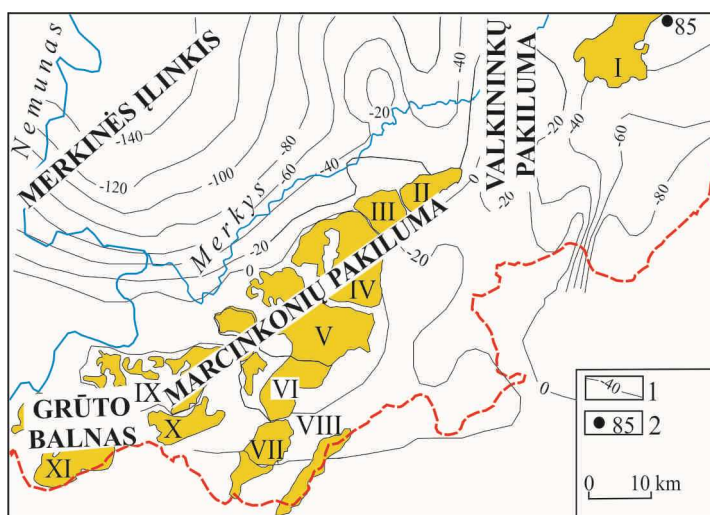 85
I
Nemunas
MERKINĖS ĮLINKIS
VALKININKŲ
PAKILUMA
-40
-20
-20
-40
-60
-80
-140
-120
-100
-80
-60
-40
-20
0
Merkys
-20
0
-20
-20
II
III
MARCINKONIŲ PAKILUMA
IV
V
VI
IX
GRŪTO
BALNAS
X
VII
VIII
XI
0
-40 1
85 2
0 10 km